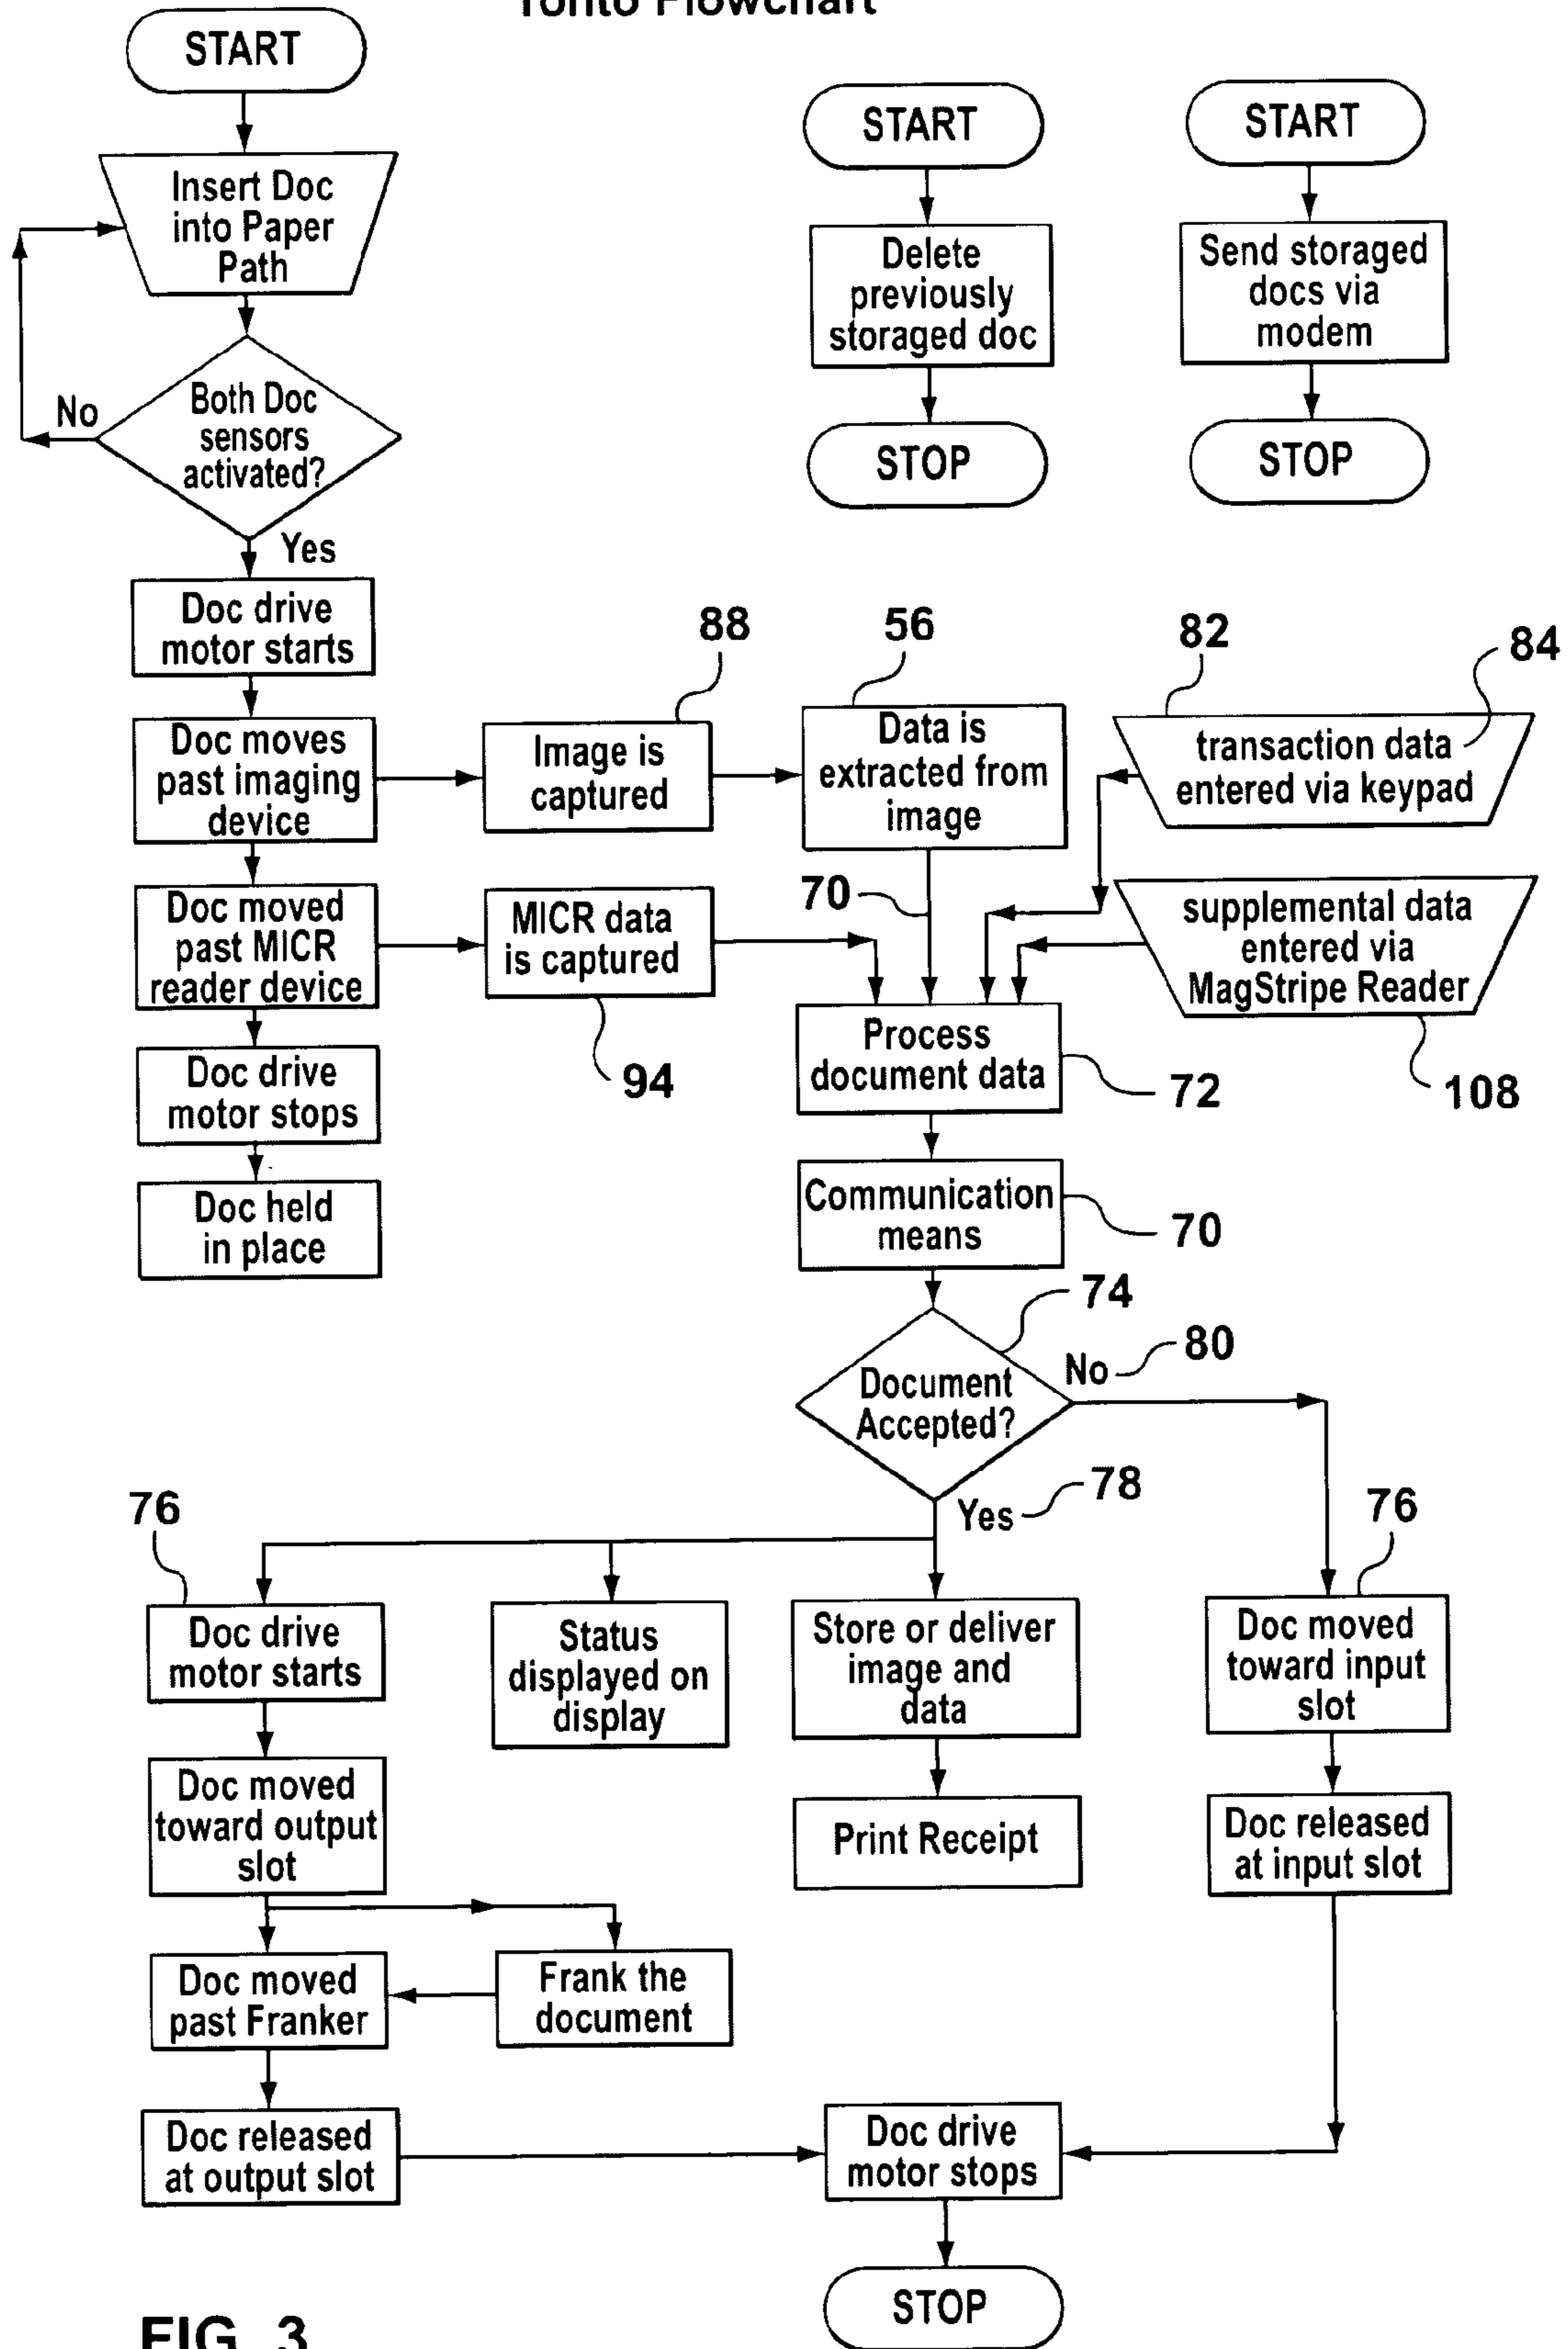 Tonto Flowchart
START
Insert Doc
into Paper
Path
No
Both Doc
sensors
activated?
Yes
Doc drive
motor starts
Doc moves
past imaging
device
Doc moved
past MICR
reader device
Doc drive
motor stops
Doc held
in place
START
Delete
previously
storaged doc
STOP
START
Send storaged
docs via
modem
STOP
88
Image is
captured
56
Data is
extracted from
image
82
84
transaction data
entered via keypad
70
MICR data
is captured
94
supplemental data
entered via
MagStripe Reader
108
Process
document data
72
Communication
means
70
74
Document
Accepted?
No
80
Yes
78
76
Doc drive
motor starts
Status
displayed on
display
Store or deliver
image and
data
76
Doc moved
toward input
slot
Doc moved
toward output
slot
Print Receipt
Doc released
at input slot
Doc moved
past Franker
Frank the
document
Doc released
at output slot
Doc drive
motor stops
STOP
FIG. 3